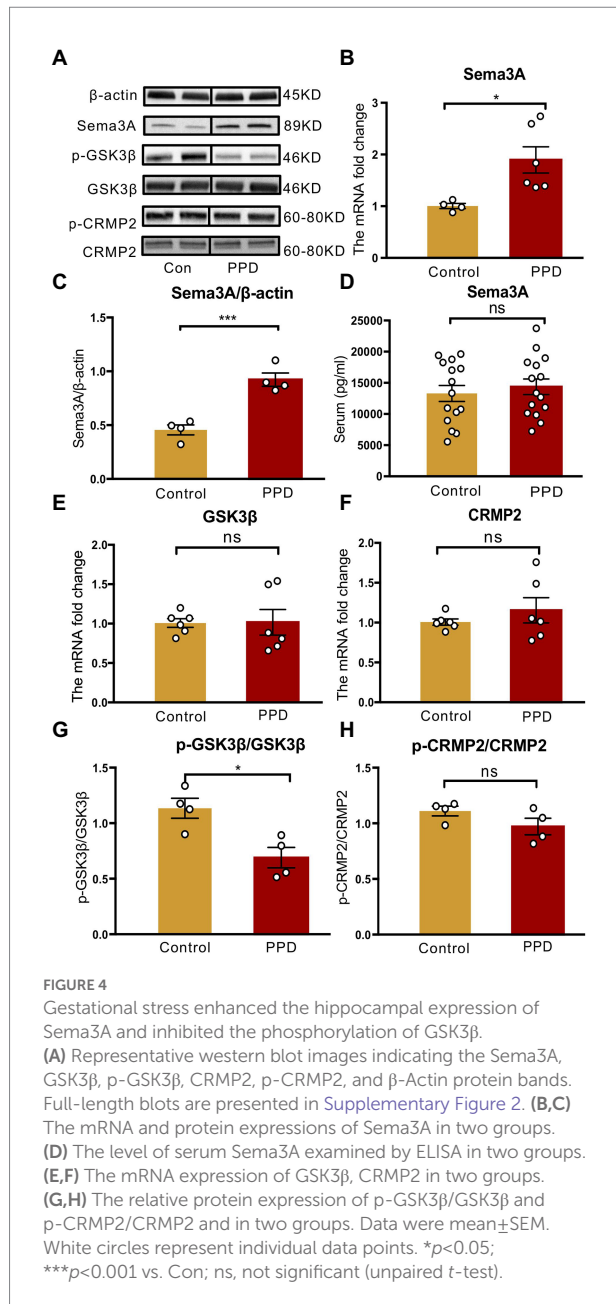 A
β-actin
45KD
Sema3A
89KD
p-GSK3β
46KD
GSK3β
46KD
p-CRMP2
60-80KD
CRMP2
60-80KD
Con
PPD
B
Sema3A
*
The mRNA fold change
3
2
1
0
Control
PPD
C
Sema3A/β-actin
***
Sema3A/β-actin
1.5
1.0
0.5
0.0
Control
PPD
D
Sema3A
ns
Serum (pg/ml)
25000
20000
15000
10000
5000
0
Control
PPD
E
GSK3β
ns
The mRNA fold change
2.0
1.5
1.0
0.5
0.0
Control
PPD
F
CRMP2
ns
The mRNA fold change
2.0
1.5
1.0
0.5
0.0
Control
PPD
G
p-GSK3β/GSK3β
*
p-GSK3β/GSK3β
1.5
1.0
0.5
0.0
Control
PPD
H
p-CRMP2/CRMP2
ns
p-CRMP2/CRMP2
1.5
1.0
0.5
0.0
Control
PPD
FIGURE 4
Gestational stress enhanced the hippocampal expression of
Sema3A and inhibited the phosphorylation of GSK3β.
(A) Representative western blot images indicating the Sema3A,
GSK3β, p-GSK3β, CRMP2, p-CRMP2, and β-Actin protein bands.
Full-length blots are presented in Supplementary Figure 2. (B,C)
The mRNA and protein expressions of Sema3A in two groups.
(D) The level of serum Sema3A examined by ELISA in two groups.
(E,F) The mRNA expression of GSK3β, CRMP2 in two groups.
(G,H) The relative protein expression of p-GSK3β/GSK3β and
p-CRMP2/CRMP2 and in two groups. Data were mean±SEM.
White circles represent individual data points. *p<0.05;
***p<0.001 vs. Con; ns, not significant (unpaired t-test).